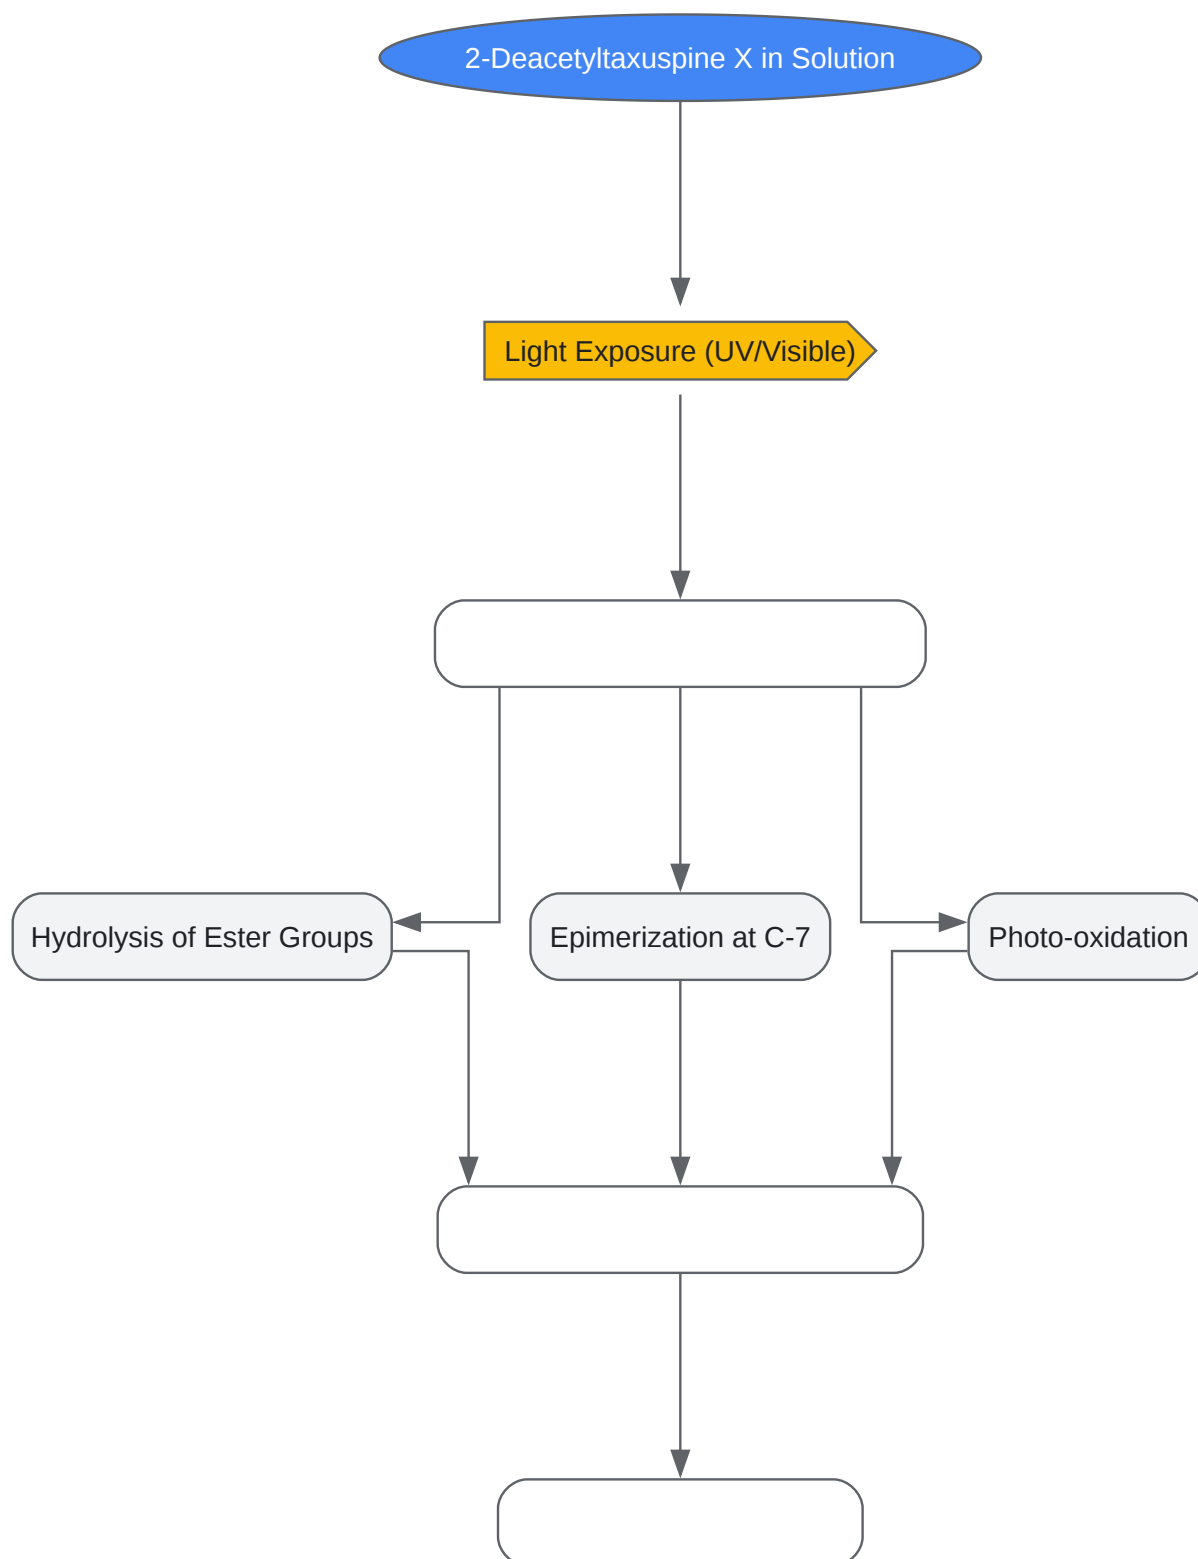 2-Deacetyltaxuspine X in Solution
Light Exposure (UV/Visible)
Hydrolysis of Ester Groups
Epimerization at C-7
Photo-oxidation